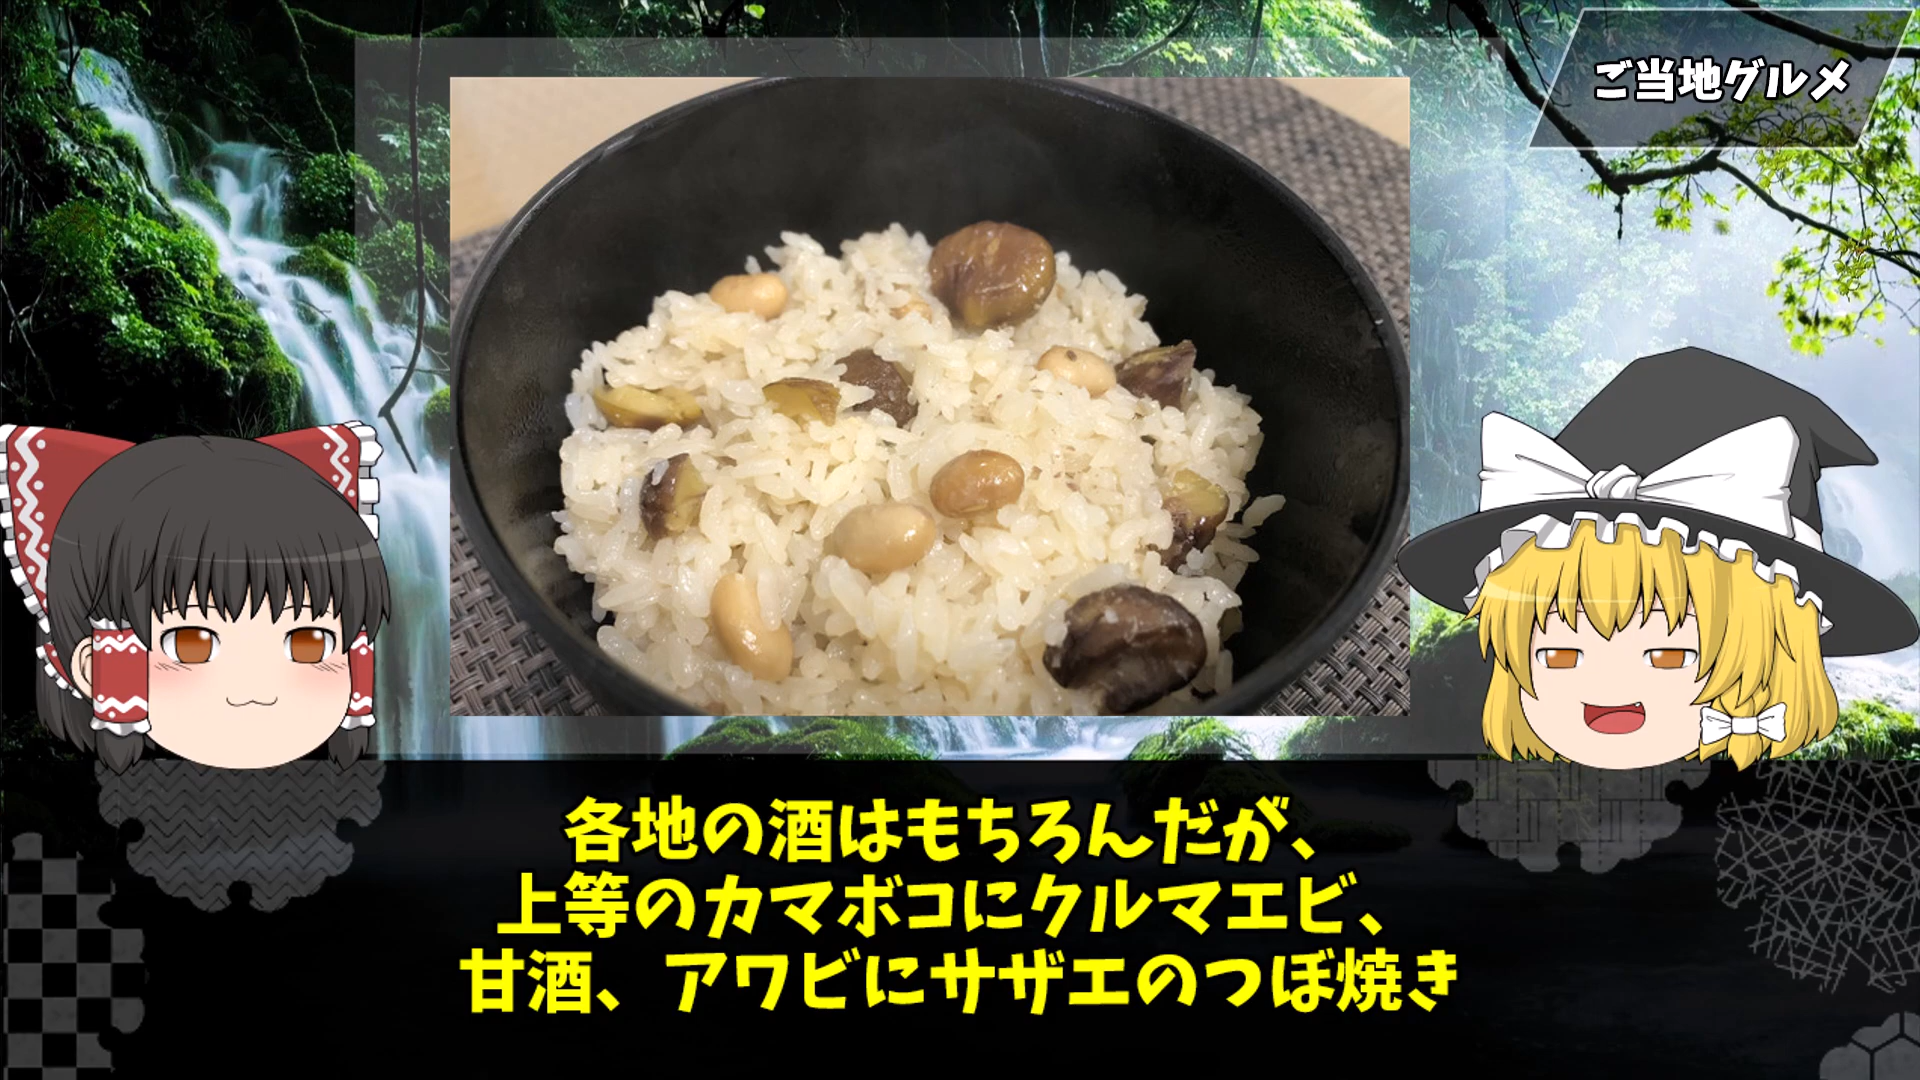 ご当地グルメ
各地の酒はもちろんだが、
上等のカマボコにクルマエビ、
甘酒、アワビにサザエのつぼ焼き